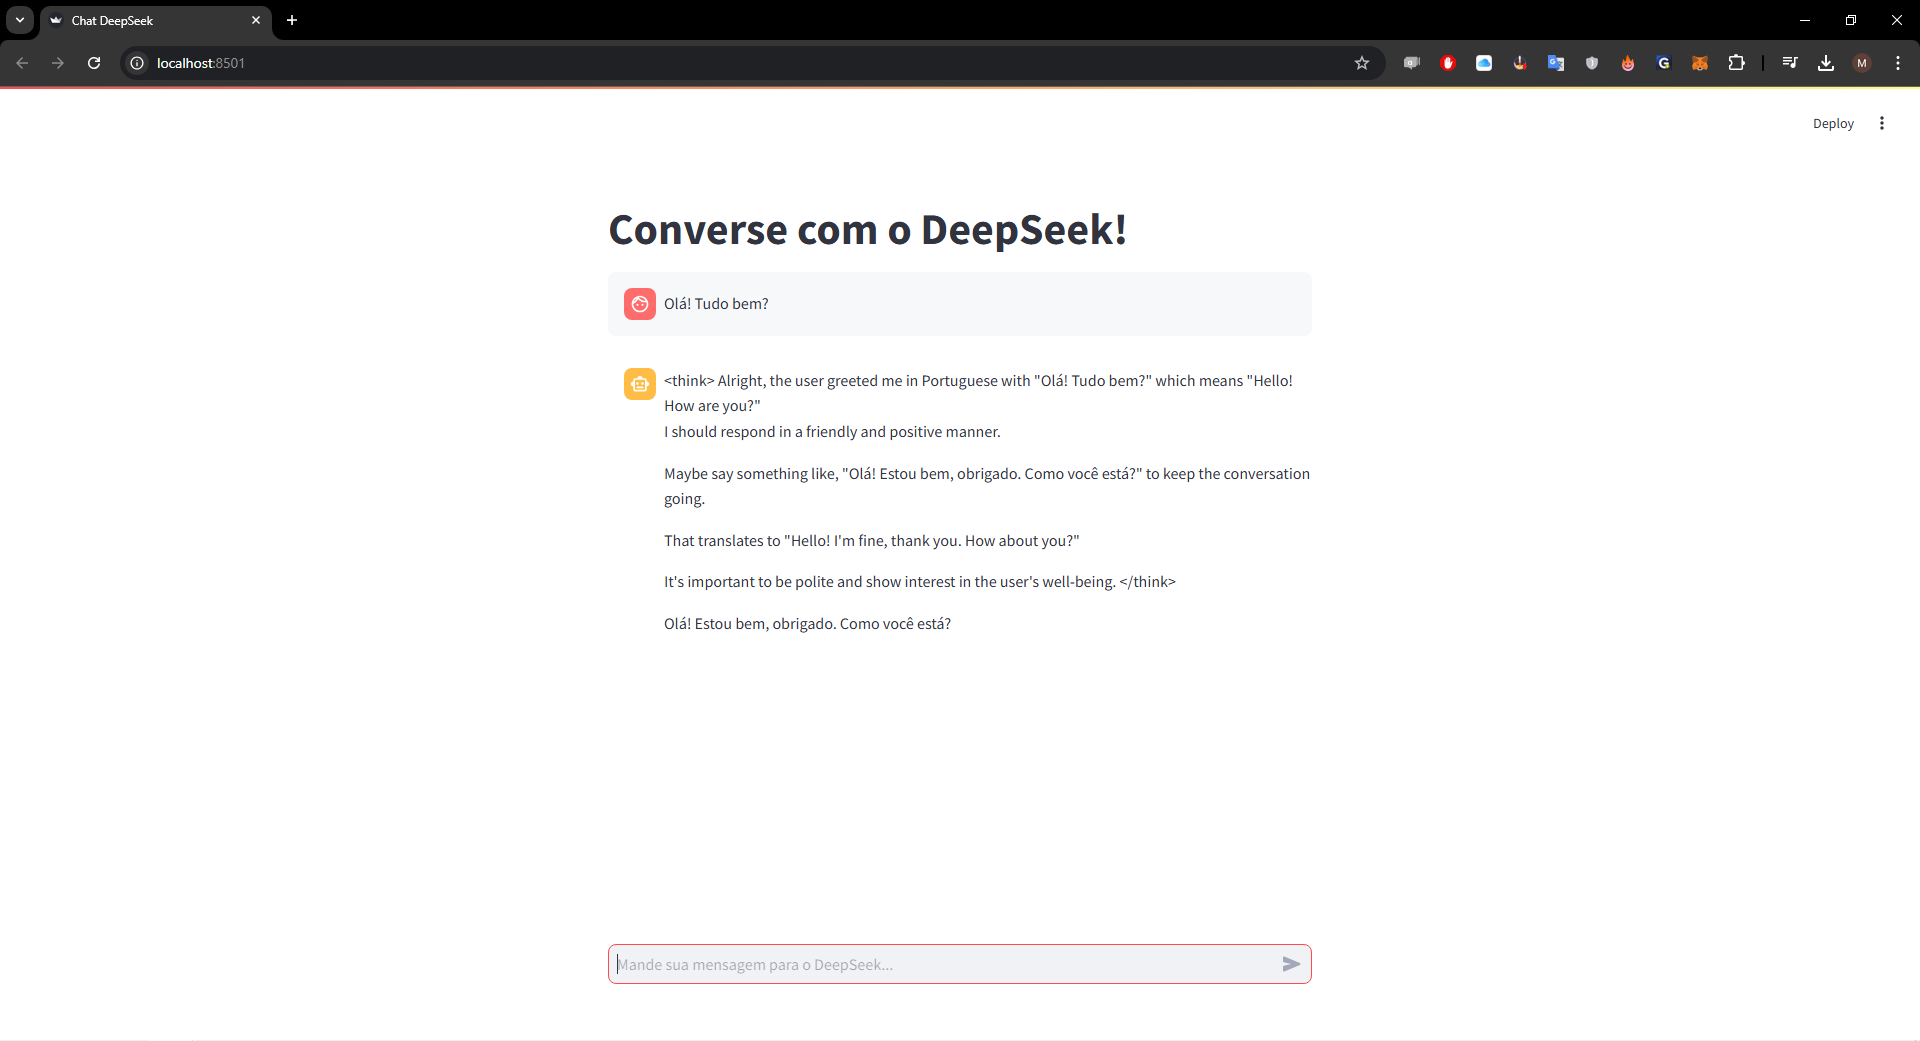 Chat DeepSeek
localhost:8501
M
Deploy
Converse com o DeepSeek!
Olá! Tudo bem?
<think> Alright, the user greeted me in Portuguese with "Olá! Tudo bem?" which means "Hello!
How are you?"
I should respond in a friendly and positive manner.
Maybe say something like, "Olá! Estou bem, obrigado. Como você está?" to keep the conversation
going.
That translates to "Hello! I'm fine, thank you. How about you?"
It's important to be polite and show interest in the user's well-being. </think>
Olá! Estou bem, obrigado. Como você está?
Mande sua mensagem para o DeepSeek...